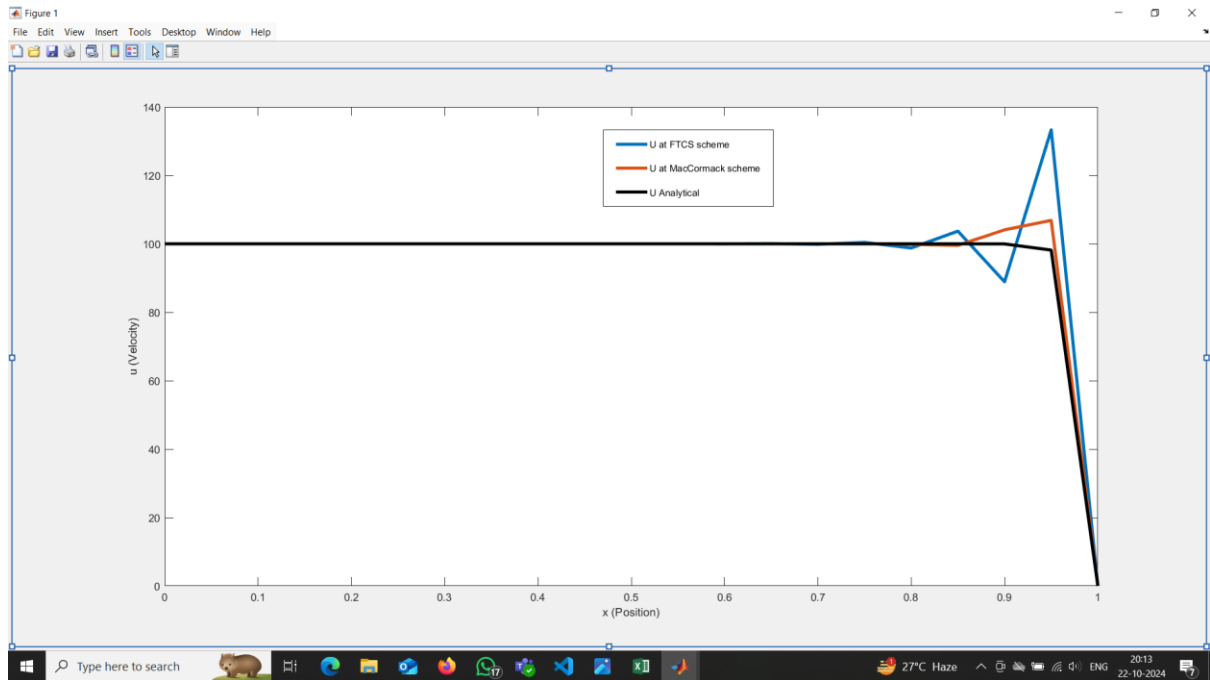 Figure 1
File Edit View Insert Tools Desktop Window Help
140
120
100
80
60
40
20
0
u (Velocity)
U at FTCS scheme
U at MacCormack scheme
U Analytical
0 0.1 0.2 0.3 0.4 0.5 0.6 0.7 0.8 0.9 1
x (Position)
Type here to search
17
1
27°C Haze
ENG
20:13
22-10-2024
7